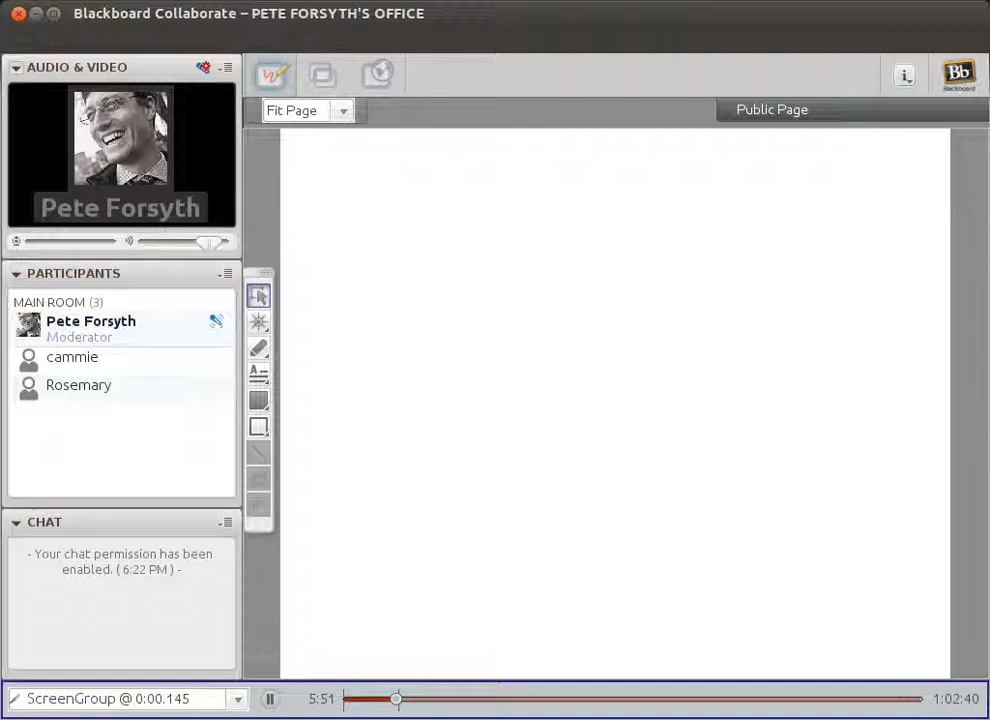 Blackboard Collaborate – PETE FORSYTH'S OFFICE
AUDIO & VIDEO
Pete Forsyth
PARTICIPANTS
MAIN ROOM (3)
Pete Forsyth
Moderator
cammie
Rosemary
CHAT
- Your chat permission has been
enabled. ( 6:22 PM ) -
Fit Page
Public Page
i
Bb
Blackboard
A
ScreenGroup @ 0:00.145
5:51
1:02:40